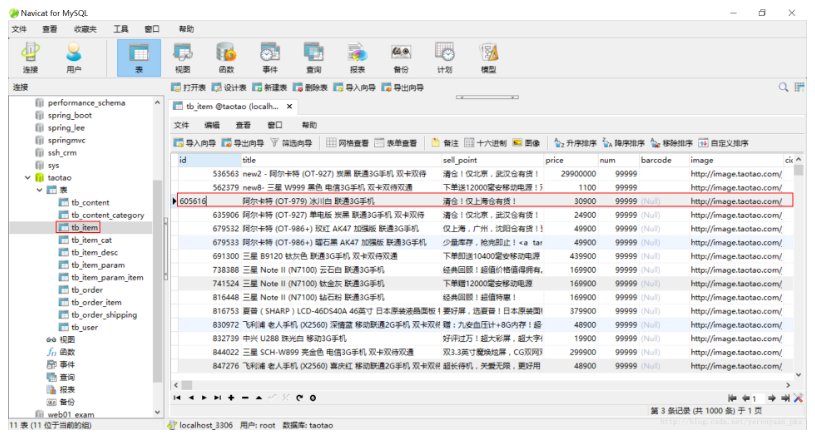 Navicat for MySQL
文件 查看 收藏夹 工具 窗口 帮助
连接 用户 表 视图 函数 事件 查询 报表 备份 计划 模型
连接
打开表 设计表 新建表 删除表 导入向导 导出向导
performance_schema
spring_boot
spring_lee
springmvc
ssh_crm
sys
taotao
表
tb_content
tb_content_category
tb_item
tb_item_cat
tb_item_desc
tb_item_param
tb_item_param_item
tb_order
tb_order_item
tb_order_shipping
tb_user
视图
函数
事件
查询
报表
备份
web01_exam
tb_item @taotao (localh...
文件 编辑 查看 窗口 帮助
导入向导 导出向导 筛选向导 网格查看 表单查看 备注 十六进制 图像 升序排序 降序排序 移除排序 自定义排序
id title sell_point price num barcode image cic
536563 new2 - 阿尔卡特 (OT-927) 炭黑 联通3G手机 双卡双待 清仓！仅北京，武汉仓有货！ 29900000 99999 http://image.taotao.com/
562379 new8- 三星 W999 黑色 电信3G手机 双卡双待双通 下单送12000毫安移动电源！ 1100 99999 http://image.taotao.com/
605616 阿尔卡特 (OT-979) 冰川白 联通3G手机 清仓！仅上海仓有货！ 30900 99999 (Null) http://image.taotao.com/
635906 阿尔卡特 (OT-927) 单电版 炭黑 联通3G手机 双卡双待 清仓！仅北京，武汉仓有货！ 24900 99999 (Null) http://image.taotao.com/
679532 阿尔卡特 (OT-986+) 玫红 AK47 加强版 联通3G手机 仅上海，广州，沈阳仓有货！ 49900 99999 (Null) http://image.taotao.com/
679533 阿尔卡特 (OT-986+) 曜石黑 AK47 加强版 联通3G手机 少量库存，抢完即止！<a tar 49900 99999 (Null) http://image.taotao.com/
691300 三星 B9120 钛灰色 联通3G手机 双卡双待双通 下单即送10400毫安移动电源 439900 99999 (Null) http://image.taotao.com/
738388 三星 Note II (N7100) 云石白 联通3G手机 经典回顾！超值价格值得拥有。 169900 99999 (Null) http://image.taotao.com/
741524 三星 Note II (N7100) 钛金灰 联通3G手机 下单赠12000毫安移动电源 169900 99999 (Null) http://image.taotao.com/
816448 三星 Note II (N7100) 钻石粉 联通3G手机 经典回顾！超值特惠！ 169900 99999 (Null) http://image.taotao.com/
816753 夏普（SHARP）LCD-46DS40A 46英寸 日本原装液晶面板 要好屏，选夏普！日本原装面 379900 99999 (Null) http://image.taotao.com/
830972 飞利浦 老人手机 (X2560) 深情蓝 移动联通2G手机 双卡双待 赠：九安血压计+8G内存！超 48900 99999 (Null) http://image.taotao.com/
832739 中兴 U288 珠光白 移动3G手机 好评过万！超大彩屏，超大字 19900 99999 (Null) http://image.taotao.com/
844022 三星 SCH-W899 亮金色 电信3G手机 双卡双待双通 双3.3英寸魔焕炫屏，CG双网 299900 99999 (Null) http://image.taotao.com/
847276 飞利浦 老人手机 (X2560) 喜庆红 移动联通2G手机 双卡双待 超长待机，关爱无限，更好用 48900 99999 (Null) http://image.taotao.com/
1
第 3 条记录 (共 1000 条) 于 1 页
11 表 (11 位于当前的组) localhost_3306 用户: root 数据库: taotao